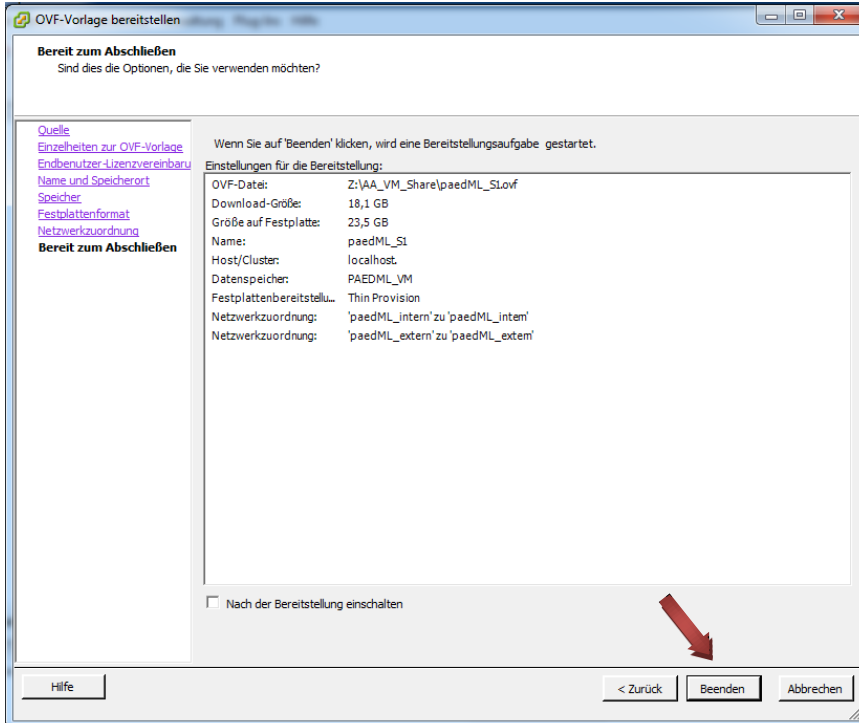 OVF-Vorlage bereitstellen
Plug-Ins Hilfe
Bereit zum Abschließen
Sind dies die Optionen, die Sie verwenden möchten?
Quelle
Einzelheiten zur OVF-Vorlage
Endbenutzer-Lizenzvereinbaru
Name und Speicherort
Speicher
Festplattenformat
Netzwerkzuordnung
Bereit zum Abschließen
Wenn Sie auf 'Beenden' klicken, wird eine Bereitstellungsaufgabe gestartet.
Einstellungen für die Bereitstellung:
OVF-Datei: Z:\AA_VM_Share\paedML_S1.ovf
Download-Größe: 18,1 GB
Größe auf Festplatte: 23,5 GB
Name: paedML_S1
Host/Cluster: localhost.
Datenspeicher: PAEDML_VM
Festplattenbereitstellu... Thin Provision
Netzwerkzuordnung: 'paedML_intern' zu 'paedML_intern'
Netzwerkzuordnung: 'paedML_extern' zu 'paedML_extern'
Nach der Bereitstellung einschalten
Hilfe
< Zurück
Beenden
Abbrechen